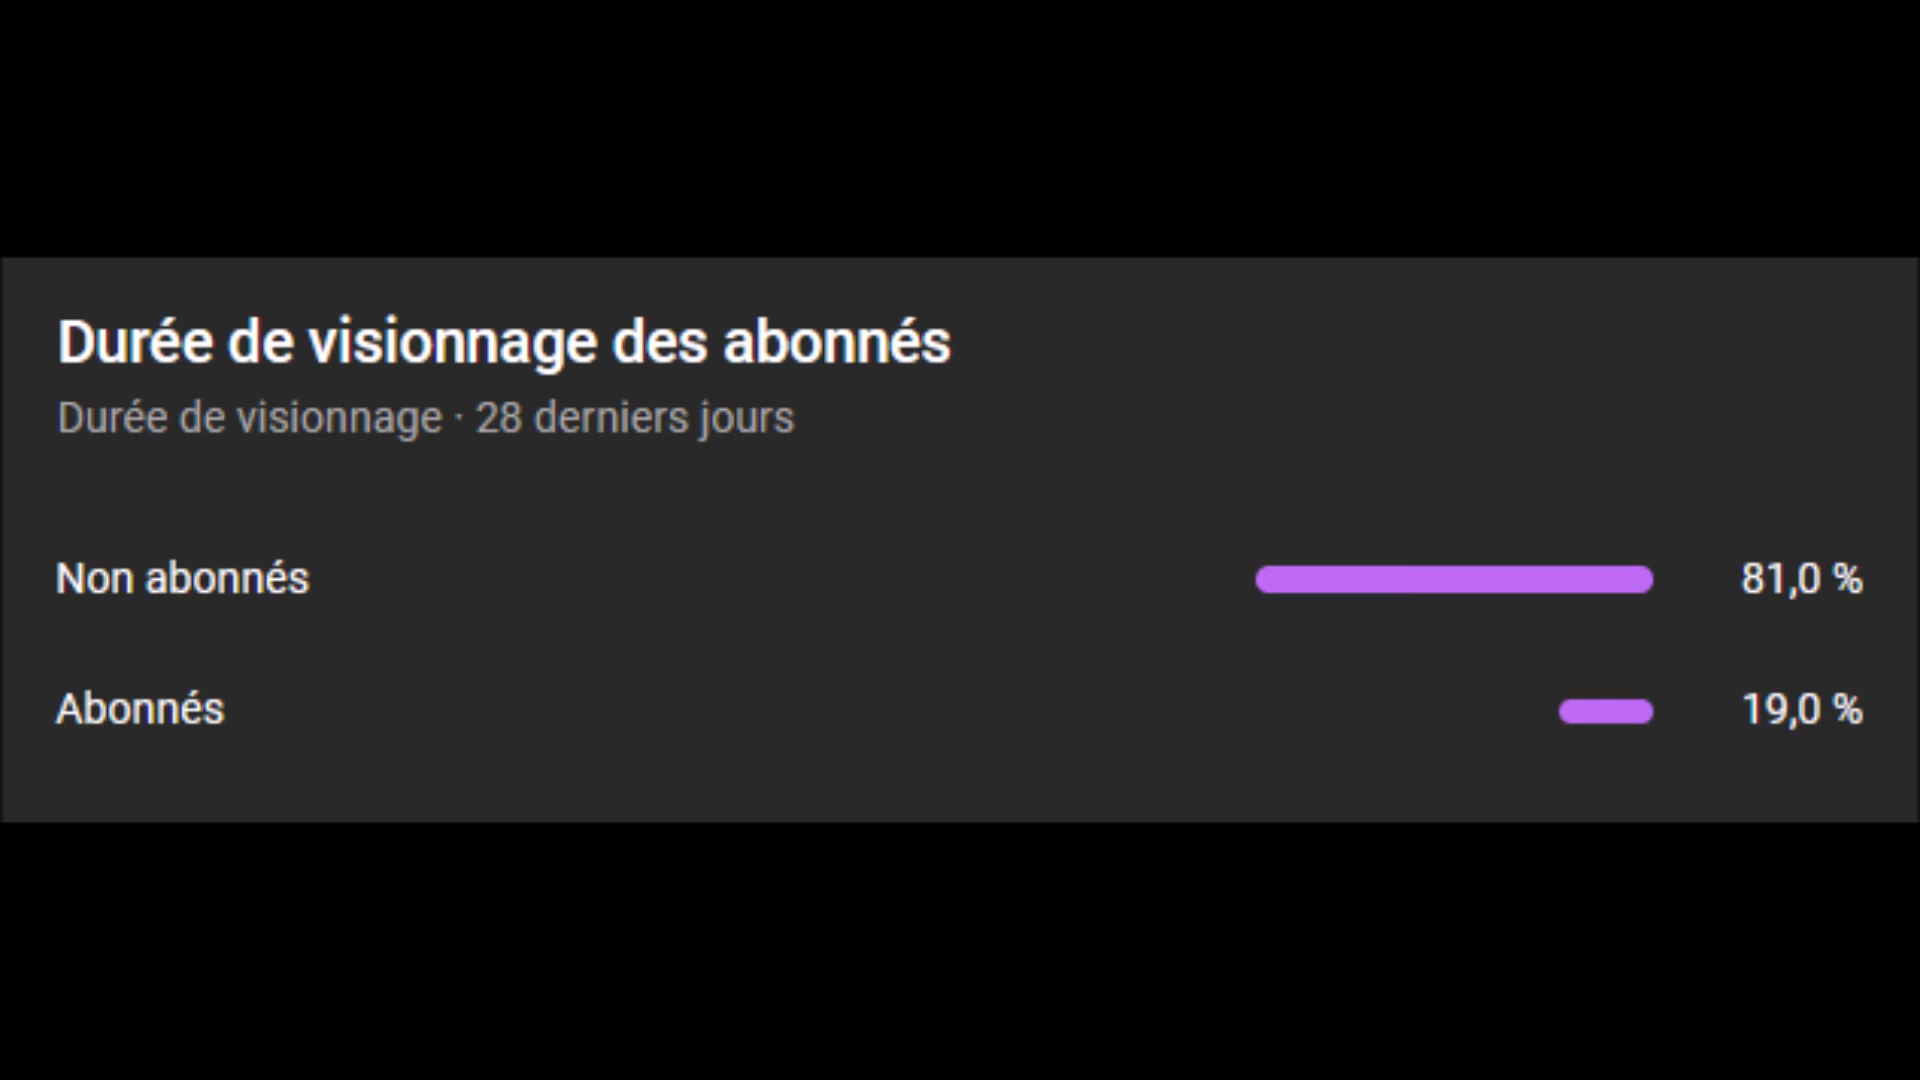 Durée de visionnage des abonnés
Durée de visionnage · 28 derniers jours
Non abonnés 81,0 %
Abonnés 19,0 %